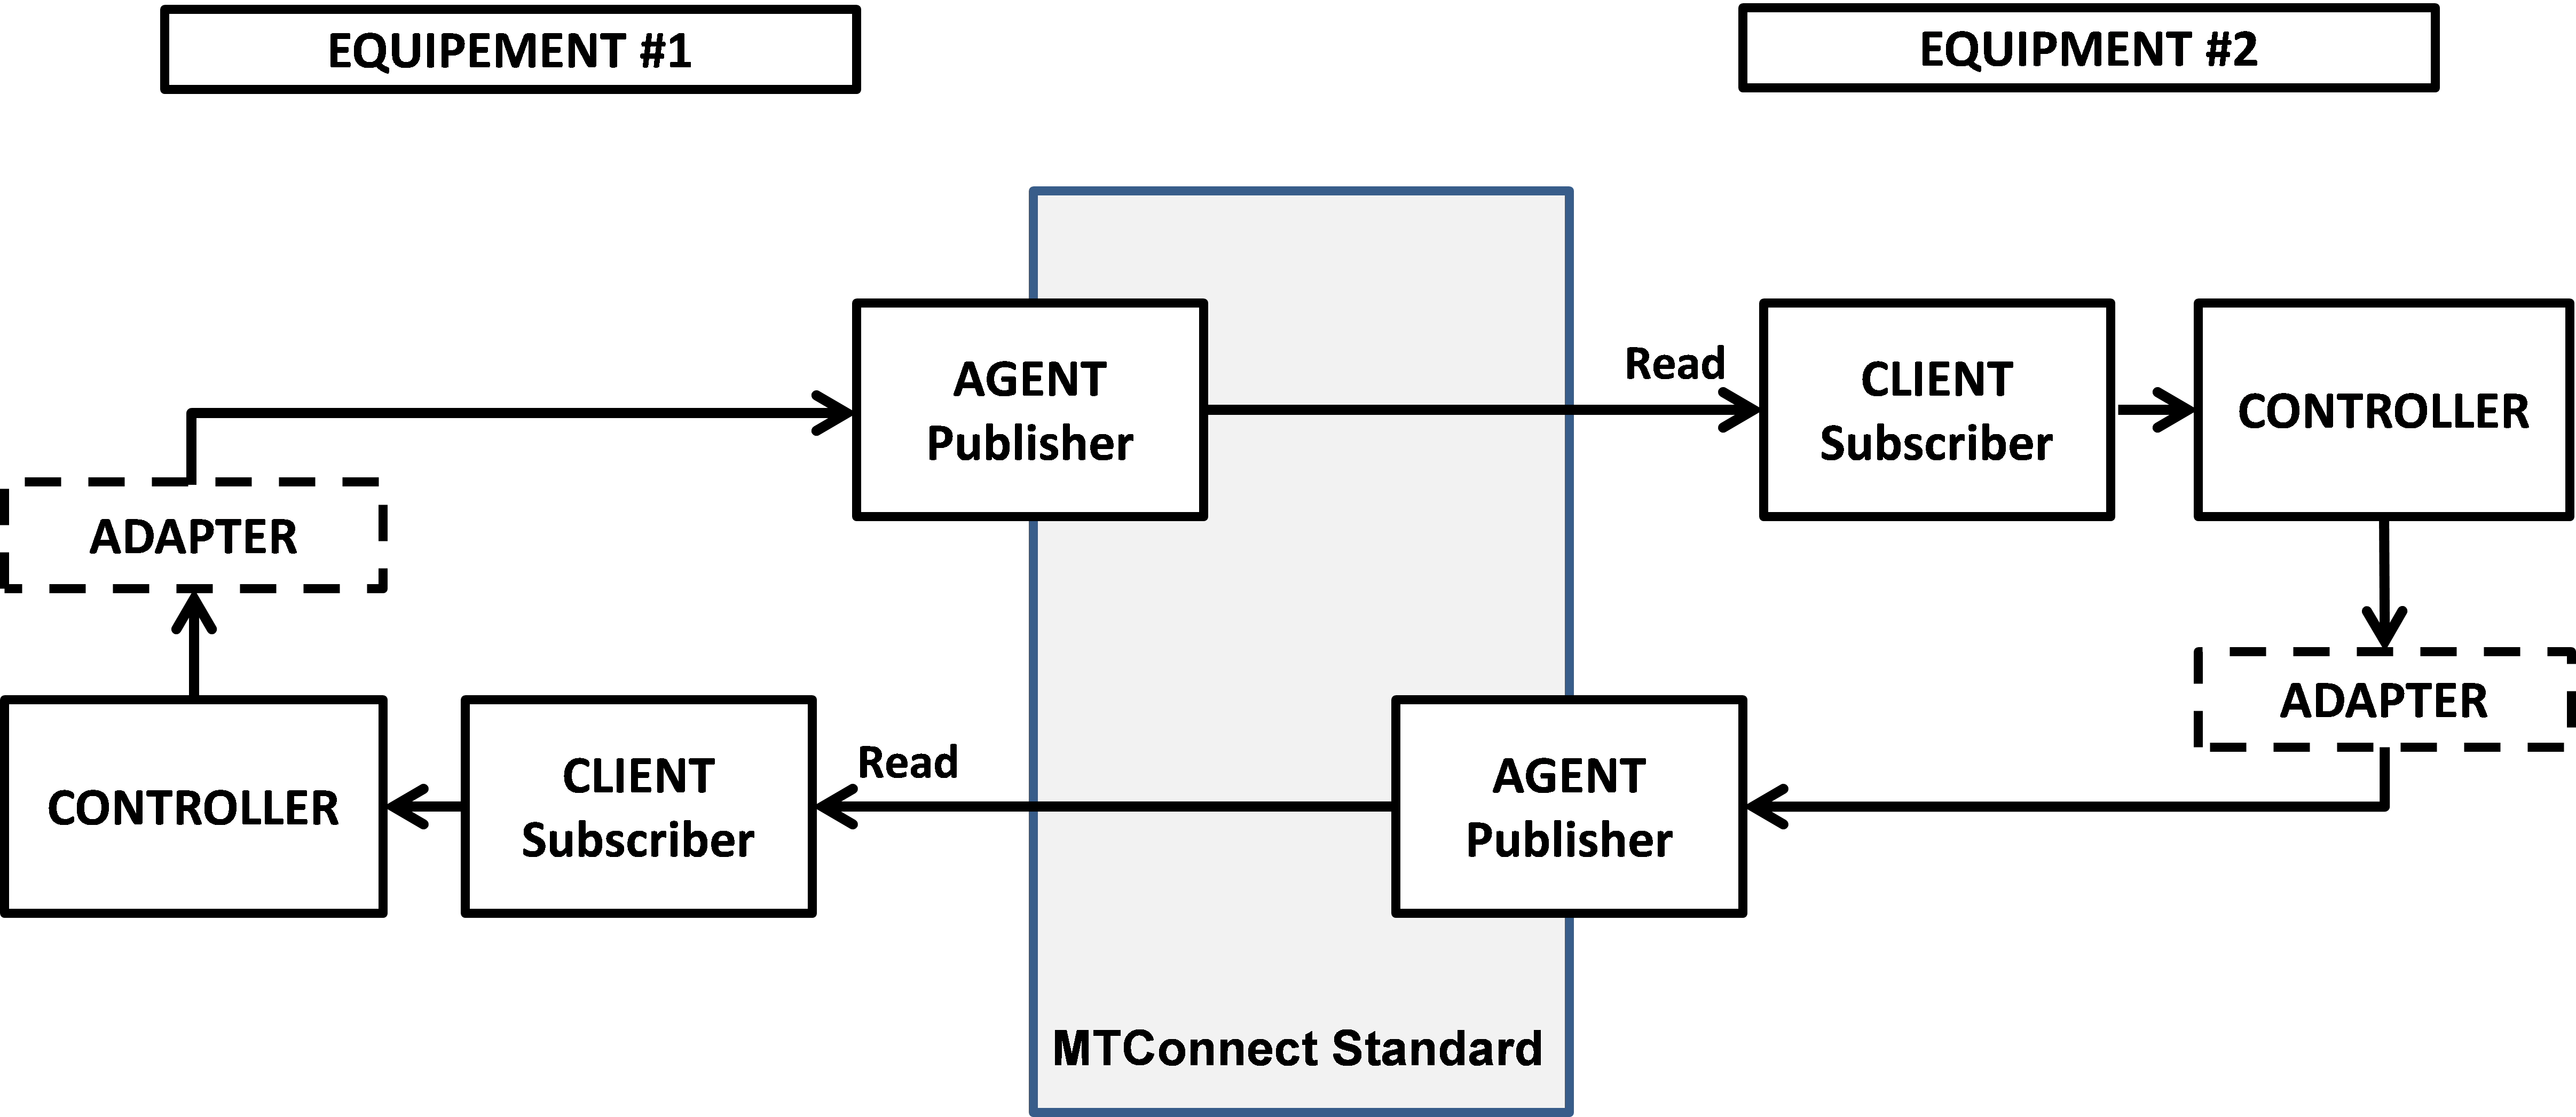 EQUIPEMENT #1
EQUIPMENT #2
AGENT
Publisher
Read
CLIENT
Subscriber
CONTROLLER
ADAPTER
ADAPTER
CONTROLLER
CLIENT
Subscriber
Read
AGENT
Publisher
MTConnect Standard